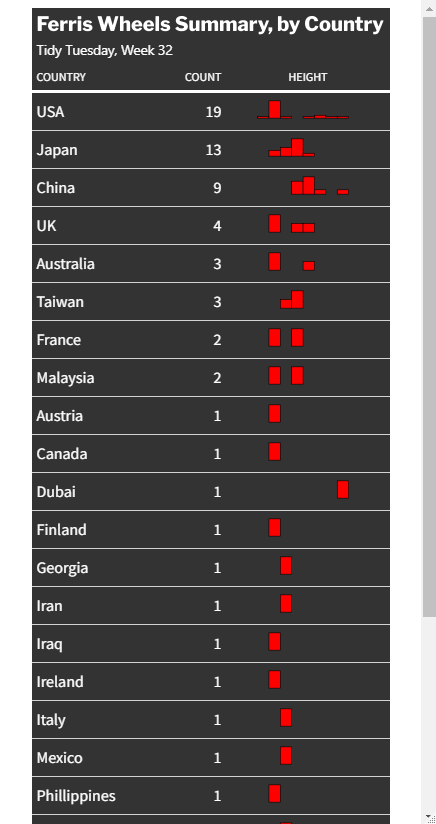 Ferris Wheels Summary, by Country
Tidy Tuesday, Week 32
COUNTRY COUNT HEIGHT
USA 19
Japan 13
China 9
UK 4
Australia 3
Taiwan 3
France 2
Malaysia 2
Austria 1
Canada 1
Dubai 1
Finland 1
Georgia 1
Iran 1
Iraq 1
Ireland 1
Italy 1
Mexico 1
Phillippines 1